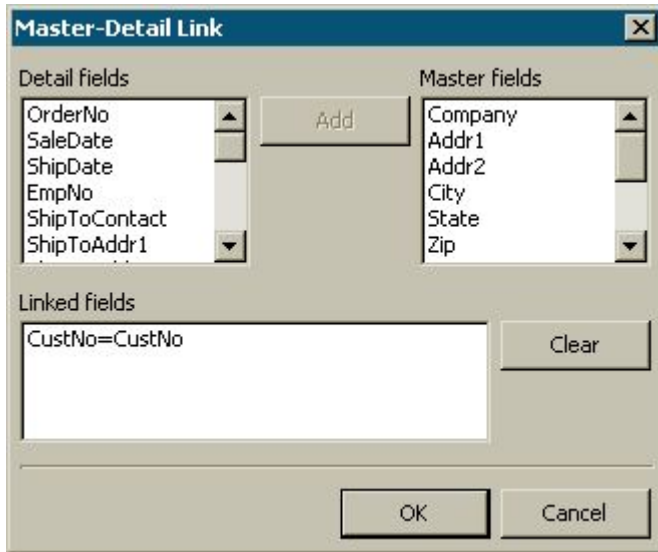 Master-Detail Link
Detail fields
OrderNo
SaleDate
ShipDate
EmpNo
ShipToContact
ShipToAddr1
Add
Master fields
Company
Addr1
Addr2
City
State
Zip
Linked fields
CustNo=CustNo
Clear
OK
Cancel